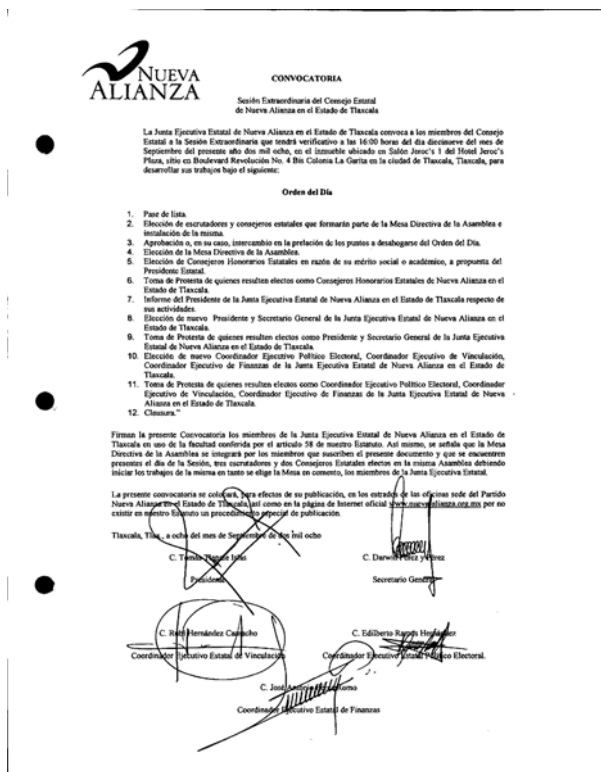 NUEVA
ALIANZA
CONVOCATORIA
Sesión Extraordinaria del Consejo Estatal
de Nueva Alianza en el Estado de Tlaxcala
La Junta Ejecutiva Estatal de Nueva Alianza en el Estado de Tlaxcala convoca a los miembros del Consejo
Estatal a la Sesión Extraordinaria que tendrá verificativo a las 16:00 horas del día diecinueve del mes de
Septiembre del presente año dos mil ocho, en el inmueble ubicado en Salón Jeroc's 1 del Hotel Jeroc's
Plaza, sitio en Boulevard Revolución No. 4 Bis Colonia La Garita en la ciudad de Tlaxcala, Tlaxcala, para
desarrollar sus trabajos bajo el siguiente:
Orden del Día
1. Pase de lista.
2. Elección de escrutadores y consejeros estatales que formarán parte de la Mesa Directiva de la Asamblea e
instalación de la misma.
3. Aprobación o, en su caso, intercambio en la prelación de los puntos a desahogarse del Orden del Día.
4. Elección de la Mesa Directiva de la Asamblea.
5. Elección de Consejeros Honorarios Estatales en razón de su mérito social o académico, a propuesta del
Presidente Estatal.
6. Toma de Protesta de quienes resulten electos como Consejeros Honorarios Estatales de Nueva Alianza en el
Estado de Tlaxcala.
7. Informe del Presidente de la Junta Ejecutiva Estatal de Nueva Alianza en el Estado de Tlaxcala respecto de
sus actividades.
8. Elección de nuevo Presidente y Secretario General de la Junta Ejecutiva Estatal de Nueva Alianza en el
Estado de Tlaxcala.
9. Toma de Protesta de quienes resulten electos como Presidente y Secretario General de la Junta Ejecutiva
Estatal de Nueva Alianza en el Estado de Tlaxcala.
10. Elección de nuevo Coordinador Ejecutivo Político Electoral, Coordinador Ejecutivo de Vinculación,
Coordinador Ejecutivo de Finanzas de la Junta Ejecutiva Estatal de Nueva Alianza en el Estado de
Tlaxcala.
11. Toma de Protesta de quienes resulten electos como Coordinador Ejecutivo Político Electoral, Coordinador
Ejecutivo de Vinculación, Coordinador Ejecutivo de Finanzas de la Junta Ejecutiva Estatal de Nueva
Alianza en el Estado de Tlaxcala.
12. Clausura."
Firman la presente Convocatoria los miembros de la Junta Ejecutiva Estatal de Nueva Alianza en el Estado de
Tlaxcala en uso de la facultad conferida por el artículo 58 de nuestro Estatuto. Así mismo, se señala que la Mesa
Directiva de la Asamblea se integrará por los miembros que suscriben el presente documento y que se encuentren
presentes el día de la Sesión, tres escrutadores y dos Consejeros Estatales electos en la misma Asamblea debiendo
iniciar los trabajos de la misma en tanto se elige la Mesa en comento, los miembros de la Junta Ejecutiva Estatal.
La presente convocatoria se colocará, para efectos de su publicación, en los estrados de las oficinas sede del Partido
Nueva Alianza en el Estado de Tlaxcala, así como en la página de Internet oficial www.nuevaalianza.org.mx por no
existir en nuestro Estatuto un procedimiento especial de publicación.
Tlaxcala, Tlax., a ocho del mes de Septiembre de dos mil ocho
C. Tomás
C. Darwin Pérez y Pérez
Presidente
Secretario General
C. Hernández Camacho
C. Edilberto Ramos Hernández
Coordinador Ejecutivo Estatal de Vinculación
Coordinador Ejecutivo Estatal Político Electoral.
C. José Antonio
Coordinador Ejecutivo Estatal de Finanzas